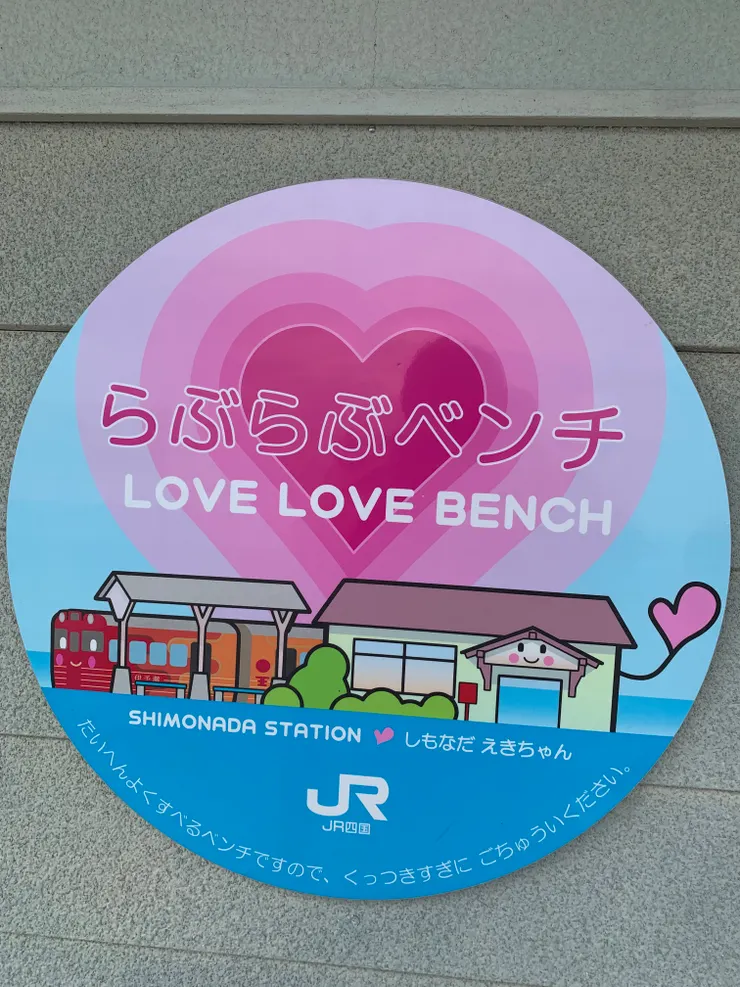 らぶらぶベンチ
LOVE LOVE BENCH
伊予灘
SHIMONADA STATION
しもなだ えきちゃん
JR
JR四国
たいへんよくすべるベンチですので、くっつきすぎに ごちゅういください。